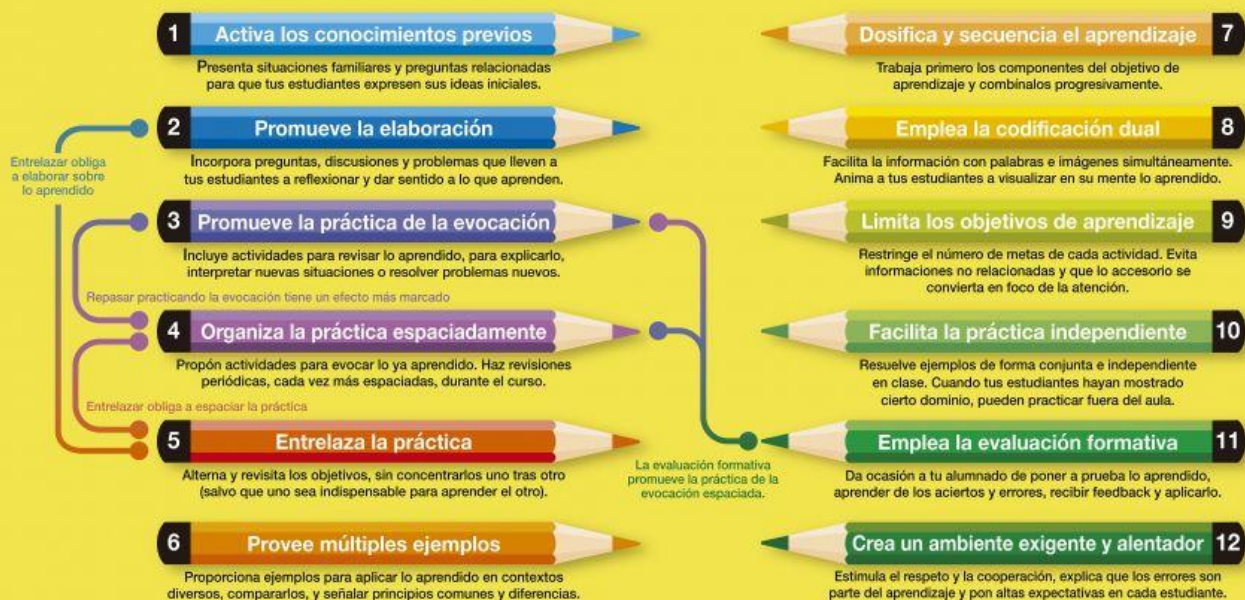 1 Activa los conocimientos previos
Presenta situaciones familiares y preguntas relacionadas
para que tus estudiantes expresen sus ideas iniciales.
2 Promueve la elaboración
Incorpora preguntas, discusiones y problemas que lleven a
tus estudiantes a reflexionar y dar sentido a lo que aprenden.
Entrelazar obliga
a elaborar sobre
lo aprendido
3 Promueve la práctica de la evocación
Incluye actividades para revisar lo aprendido, para explicarlo,
interpretar nuevas situaciones o resolver problemas nuevos.
Repasar practicando la evocación tiene un efecto más marcado
4 Organiza la práctica espaciadamente
Propón actividades para evocar lo ya aprendido. Haz revisiones
periódicas, cada vez más espaciadas, durante el curso.
Entrelazar obliga a espaciar la práctica
5 Entrelaza la práctica
Alterna y revisita los objetivos, sin concentrarlos uno tras otro
(salvo que uno sea indispensable para aprender el otro).
6 Provee múltiples ejemplos
Proporciona ejemplos para aplicar lo aprendido en contextos
diversos, compararlos, y señalar principios comunes y diferencias.
Dosifica y secuencia el aprendizaje 7
Trabaja primero los componentes del objetivo de
aprendizaje y combínalos progresivamente.
Emplea la codificación dual 8
Facilita la información con palabras e imágenes simultáneamente.
Anima a tus estudiantes a visualizar en su mente lo aprendido.
Limita los objetivos de aprendizaje 9
Restringe el número de metas de cada actividad. Evita
informaciones no relacionadas y que lo accesorio se
convierta en foco de la atención.
Facilita la práctica independiente 10
Resuelve ejemplos de forma conjunta e independiente
en clase. Cuando tus estudiantes hayan mostrado
cierto dominio, pueden practicar fuera del aula.
Emplea la evaluación formativa 11
Da ocasión a tu alumnado de poner a prueba lo aprendido,
aprender de los aciertos y errores, recibir feedback y aplicarlo.
La evaluación formativa
promueve la práctica de la
evocación espaciada.
Crea un ambiente exigente y alentador 12
Estimula el respeto y la cooperación, explica que los errores son
parte del aprendizaje y pon altas expectativas en cada estudiante.